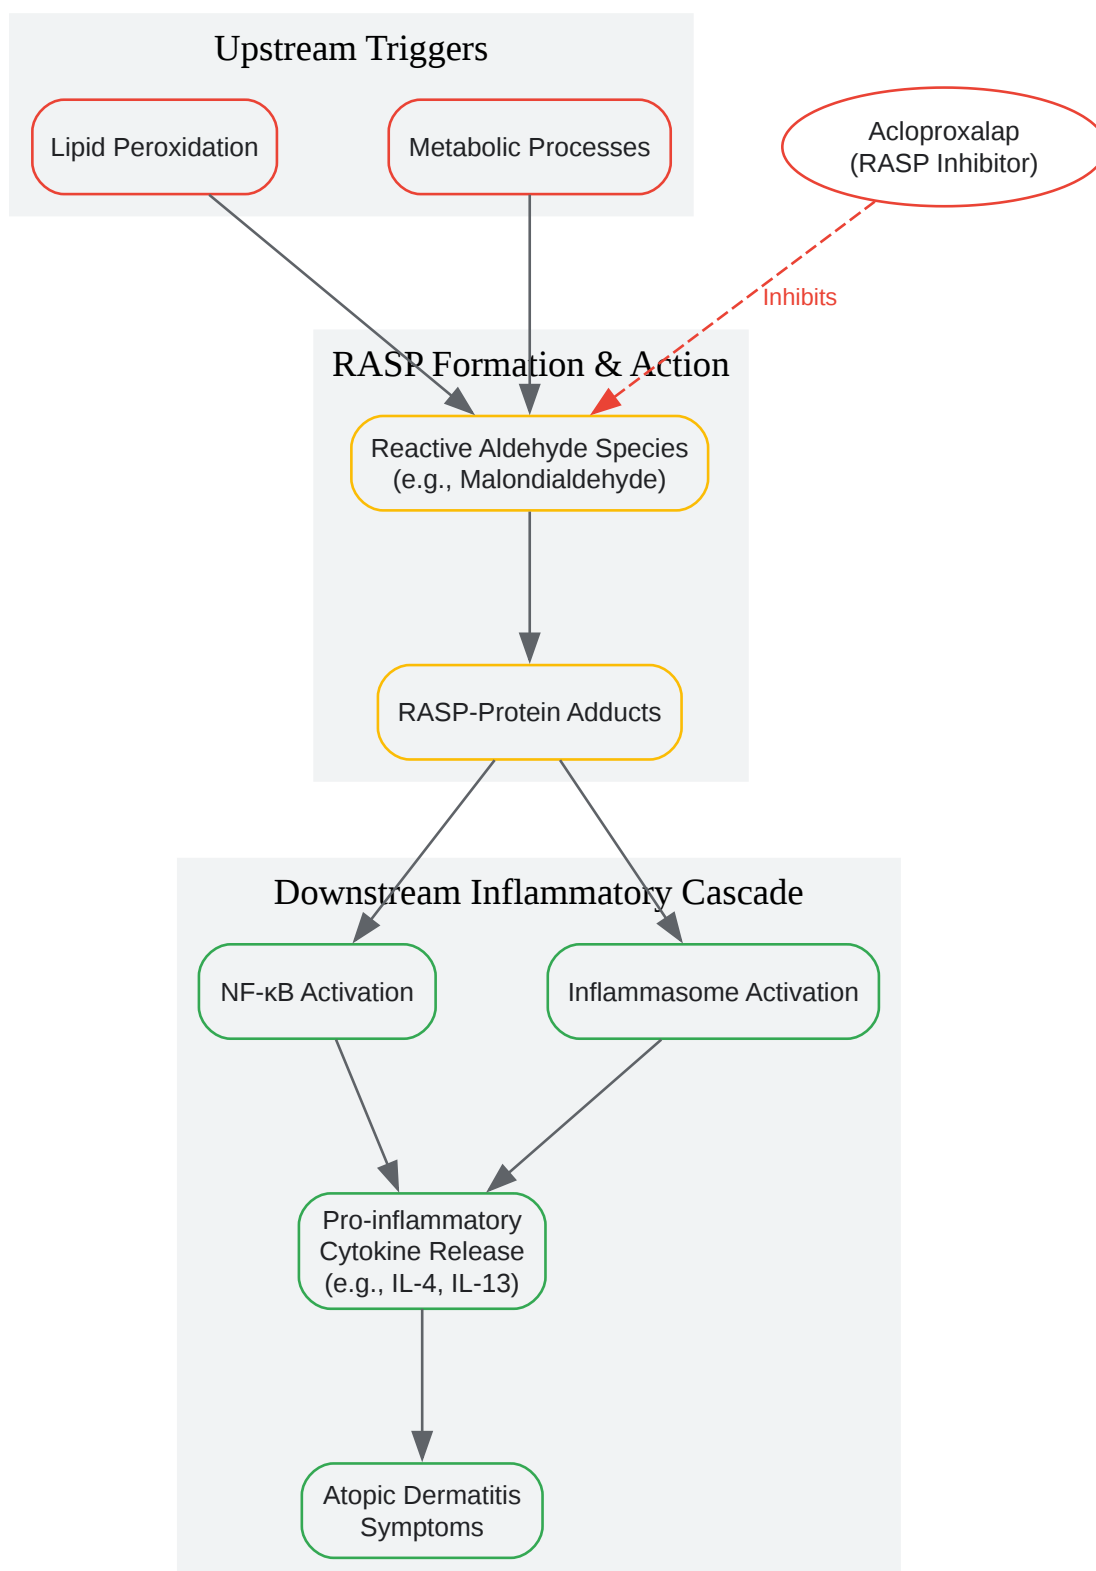 Upstream Triggers
Lipid Peroxidation
Metabolic Processes
Acloproxalap
(RASP Inhibitor)
Inhibits
RASP Formation & Action
Reactive Aldehyde Species
(e.g., Malondialdehyde)
RASP-Protein Adducts
Downstream Inflammatory Cascade
NF-κB Activation
Inflammasome Activation
Pro-inflammatory
Cytokine Release
(e.g., IL-4, IL-13)
Atopic Dermatitis
Symptoms